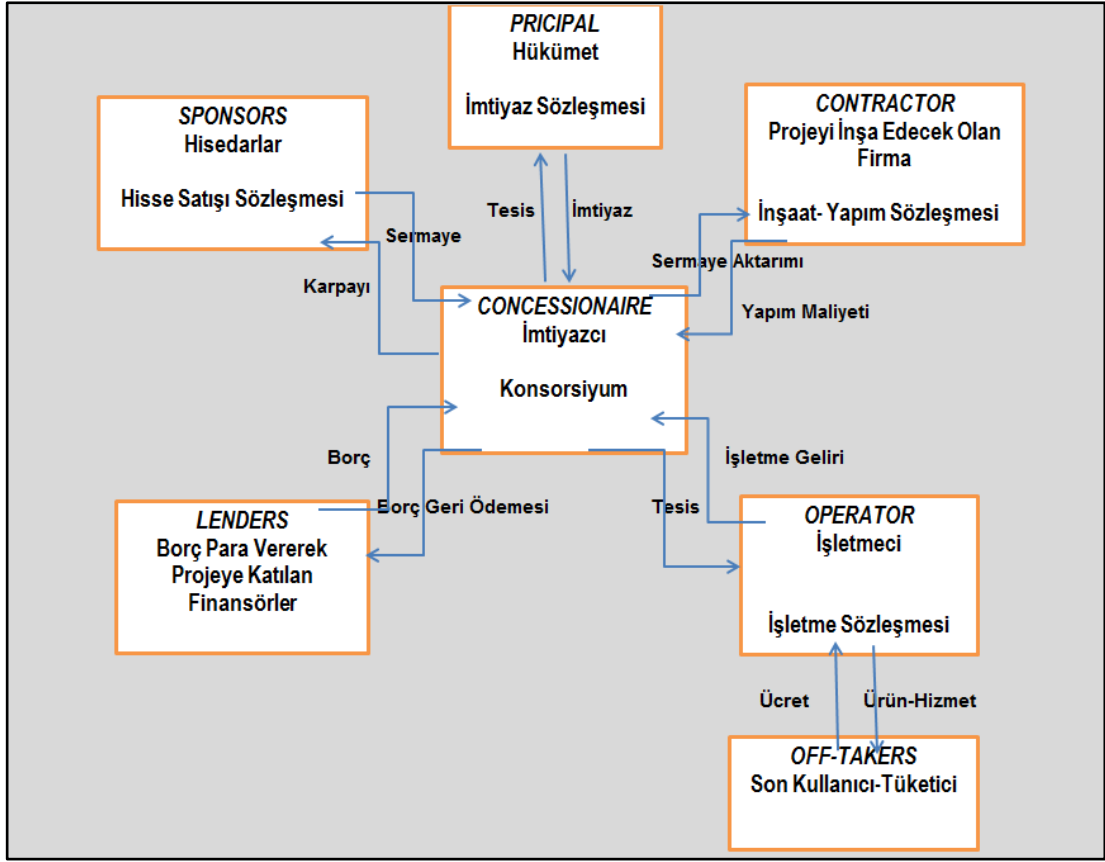 PRICIPAL
Hükümet
İmtiyaz Sözleşmesi
SPONSORS
Hisedarlar
Hisse Satışı Sözleşmesi
CONTRACTOR
Projeyi İnşa Edecek Olan
Firma
İnşaat- Yapım Sözleşmesi
Tesis
İmtiyaz
Sermaye
Karpayı
Sermaye Aktarımı
Yapım Maliyeti
CONCESSIONAIRE
İmtiyazcı
Konsorsiyum
Borç
Borç Geri Ödemesi
İşletme Geliri
Tesis
LENDERS
Borç Para Vererek
Projeye Katılan
Finansörler
OPERATOR
İşletmeci
İşletme Sözleşmesi
Ücret
Ürün-Hizmet
OFF-TAKERS
Son Kullanıcı-Tüketici